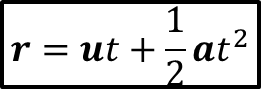 r = ut + 1/2 at²